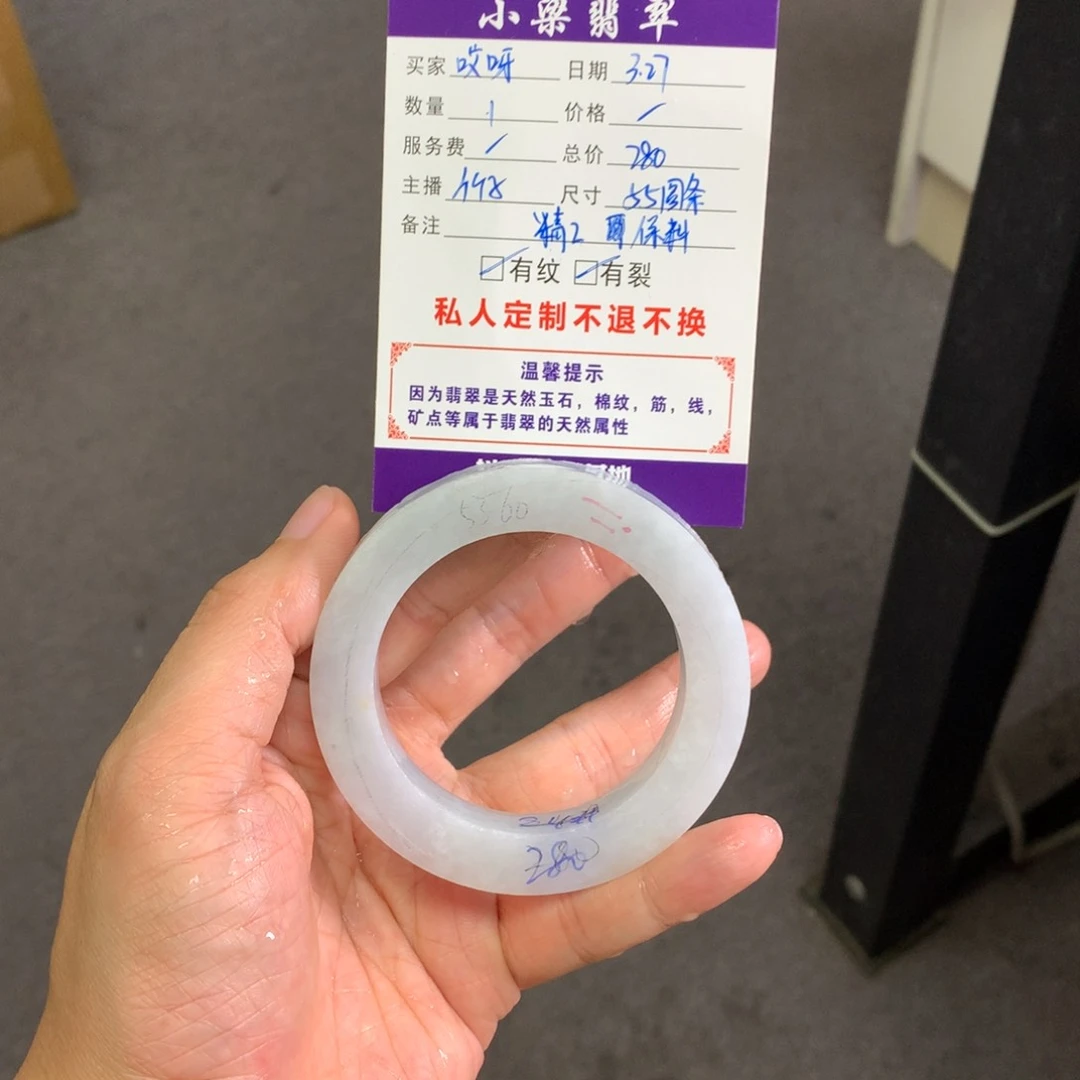 小梁翡翠
买家 哎呀 日期 3.27
数量 1 价格 /
服务费 / 总价 280
主播 尺寸 55圆条
备注 精工 保料
☑有纹 ☑有裂
私人定制不退不换
温馨提示
因为翡翠是天然玉石，棉纹，筋，线，
矿点等属于翡翠的天然属性
5560
280